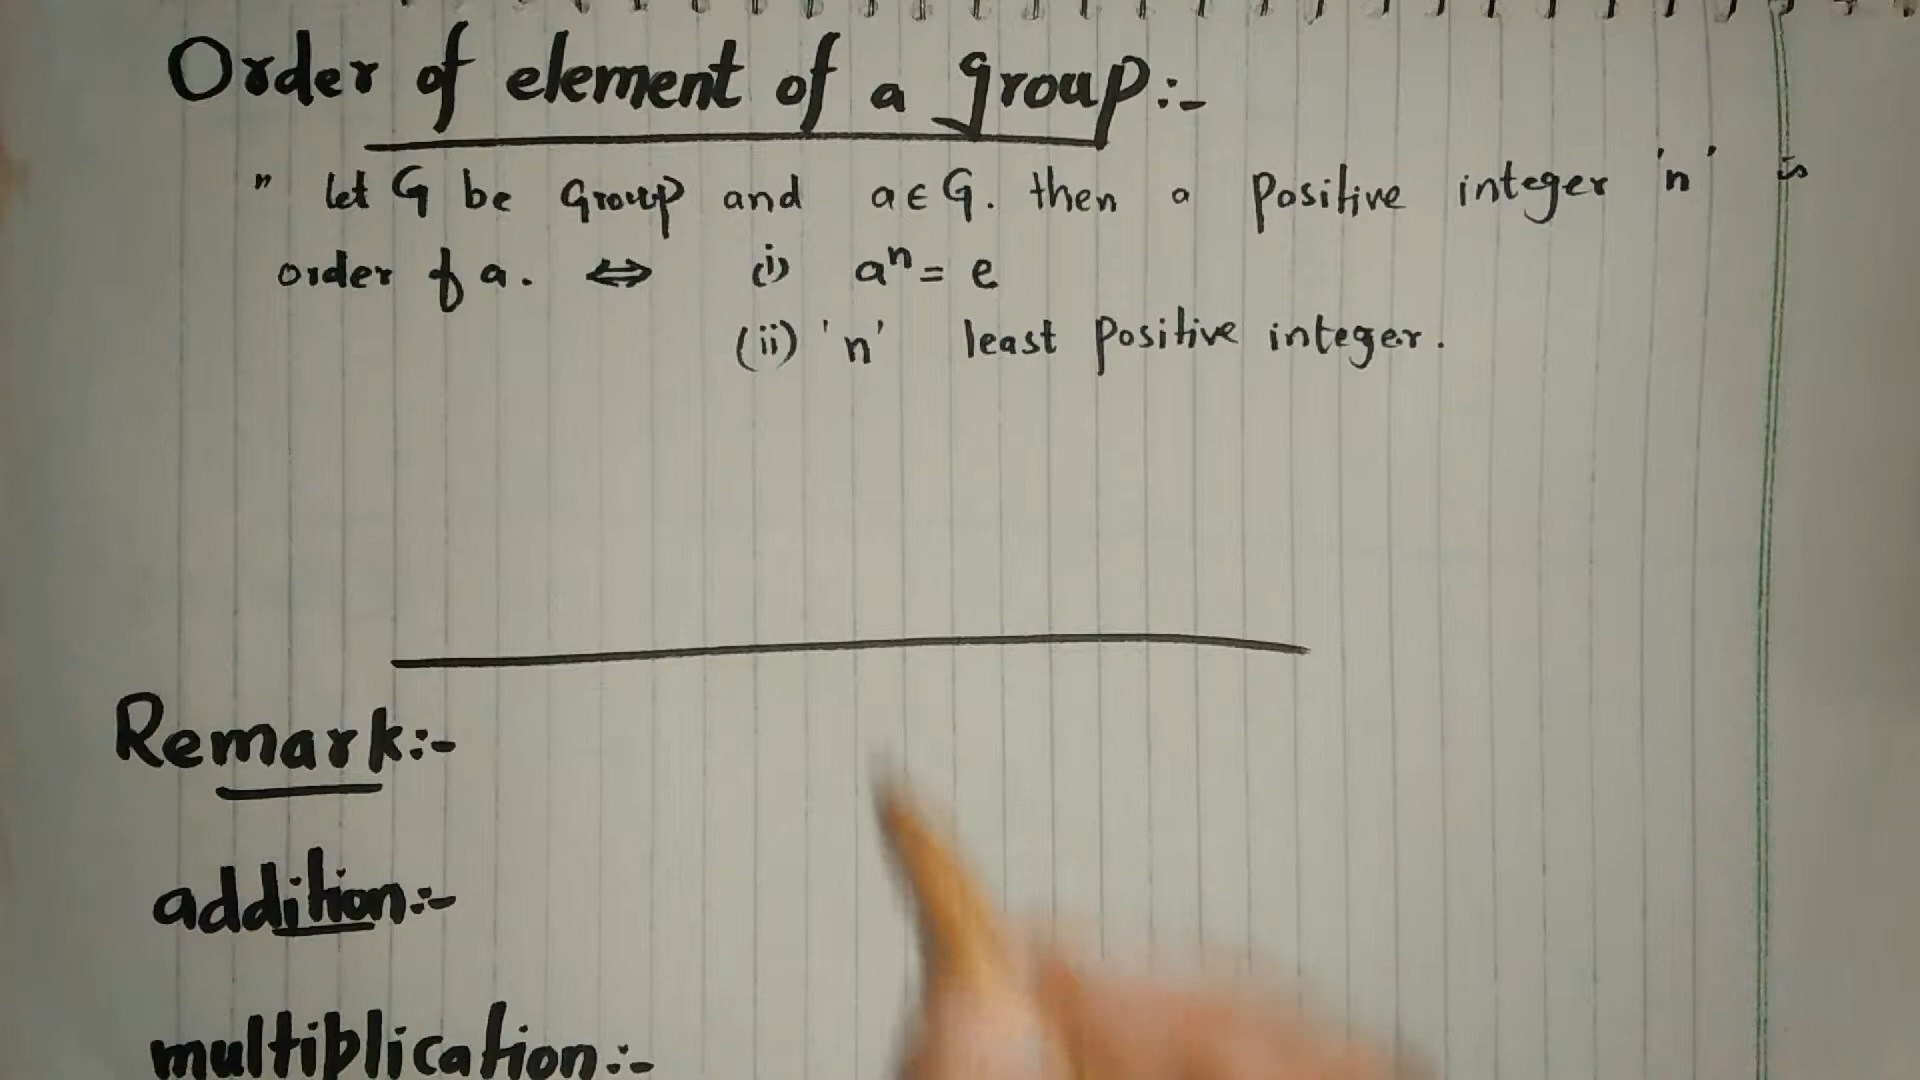 Order of element of a group:-
" let G be Group and a ∈ G. then a positive integer 'n' is
order of a. ⇔ (i) aⁿ = e
(ii) 'n' least positive integer.
Remark:-
addition:-
multiplication:-